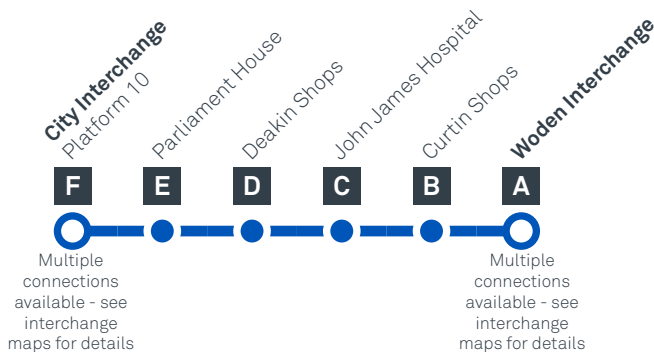 City Interchange
Platform 10
Parliament House
Deakin Shops
John James Hospital
Curtin Shops
Woden Interchange
F
E
D
C
B
A
Multiple
connections
available - see
interchange
maps for details
Multiple
connections
available - see
interchange
maps for details